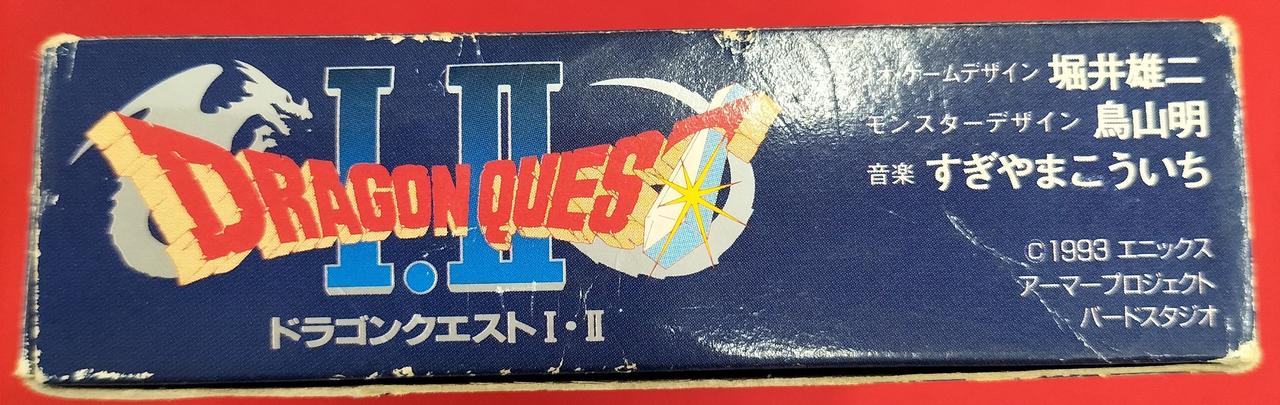 DRAGON QUEST
I・II
ドラゴンクエストI・II
オ・ゲームデザイン 堀井雄二
モンスターデザイン 鳥山明
音楽 すぎやまこういち
©1993 エニックス
アーマープロジェクト
バードスタジオ